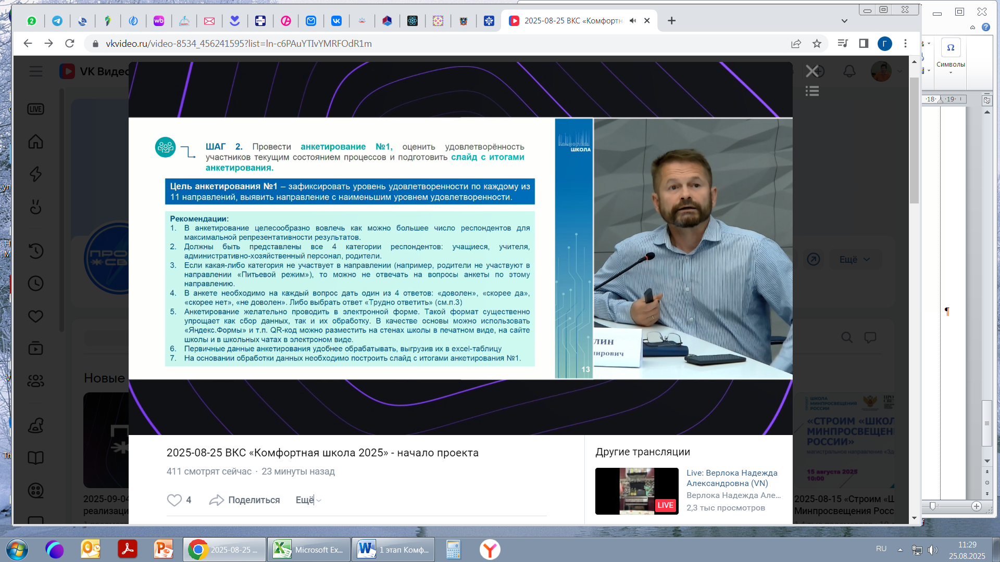 2
2025-08-25 ВКС «Комфортн
vkvideo.ru/video-8534_456241595?list=ln-c6PAuYTIvYMRFOdR1m
Г
Ω
Символы
VK Видео
·18· ·19·
LIVE
ШАГ 2. Провести анкетирование №1, оценить удовлетворённость
участников текущим состоянием процессов и подготовить слайд с итогами
анкетирования.
Цель анкетирования №1 – зафиксировать уровень удовлетворенности по каждому из
11 направлений, выявить направление с наименьшим уровнем удовлетворенности.
Рекомендации:
1. В анкетирование целесообразно вовлечь как можно большее число респондентов для
максимальной репрезентативности результатов.
2. Должны быть представлены все 4 категории респондентов: учащиеся, учителя,
административно-хозяйственный персонал, родители.
3. Если какая-либо категория не участвует в направлении (например, родители не участвуют в
направлении «Питьевой режим»), то можно не отвечать на вопросы анкеты по этому
направлению.
4. В анкете необходимо на каждый вопрос дать один из 4 ответов: «доволен», «скорее да»,
«скорее нет», «не доволен». Либо выбрать ответ «Трудно ответить» (см.п.3)
5. Анкетирование желательно проводить в электронной форме. Такой формат существенно
упрощает как сбор данных, так и их обработку. В качестве основы можно использовать
«Яндекс.Формы» и т.п. QR-код можно разместить на стенах школы в печатном виде, на сайте
школы и в школьных чатах в электроном виде.
6. Первичные данные анкетирования удобнее обрабатывать, выгрузив их в excel-таблицу
7. На основании обработки данных необходимо построить слайд с итогами анкетирования №1.
ШКОЛА
13
УЛИН
мирович
Ещё
Новые
ШКОЛА
МИНПРОСВЕЩЕНИЯ
РОССИИ
«СТРОИМ «ШКОЛ
МИНПРОСВЕЩЕН
РОССИИ»
магистральное направление «Зд
15 августа 2025
10:00
2025-08-25 ВКС «Комфортная школа 2025» - начало проекта
411 смотрят сейчас · 23 минуты назад
4
Поделиться
Ещё
Другие трансляции
LIVE
Live: Верлока Надежда
Александровна (VN)
Верлока Надежда Але...
2,3 тыс просмотров
2025-09-04
реализаци
2025-08-15 «Строим «Ш
Минпросвещения Росс
¶
2025-08-25 ...
Microsoft Ex...
1 этап Комф...
RU
11:29
25.08.2025